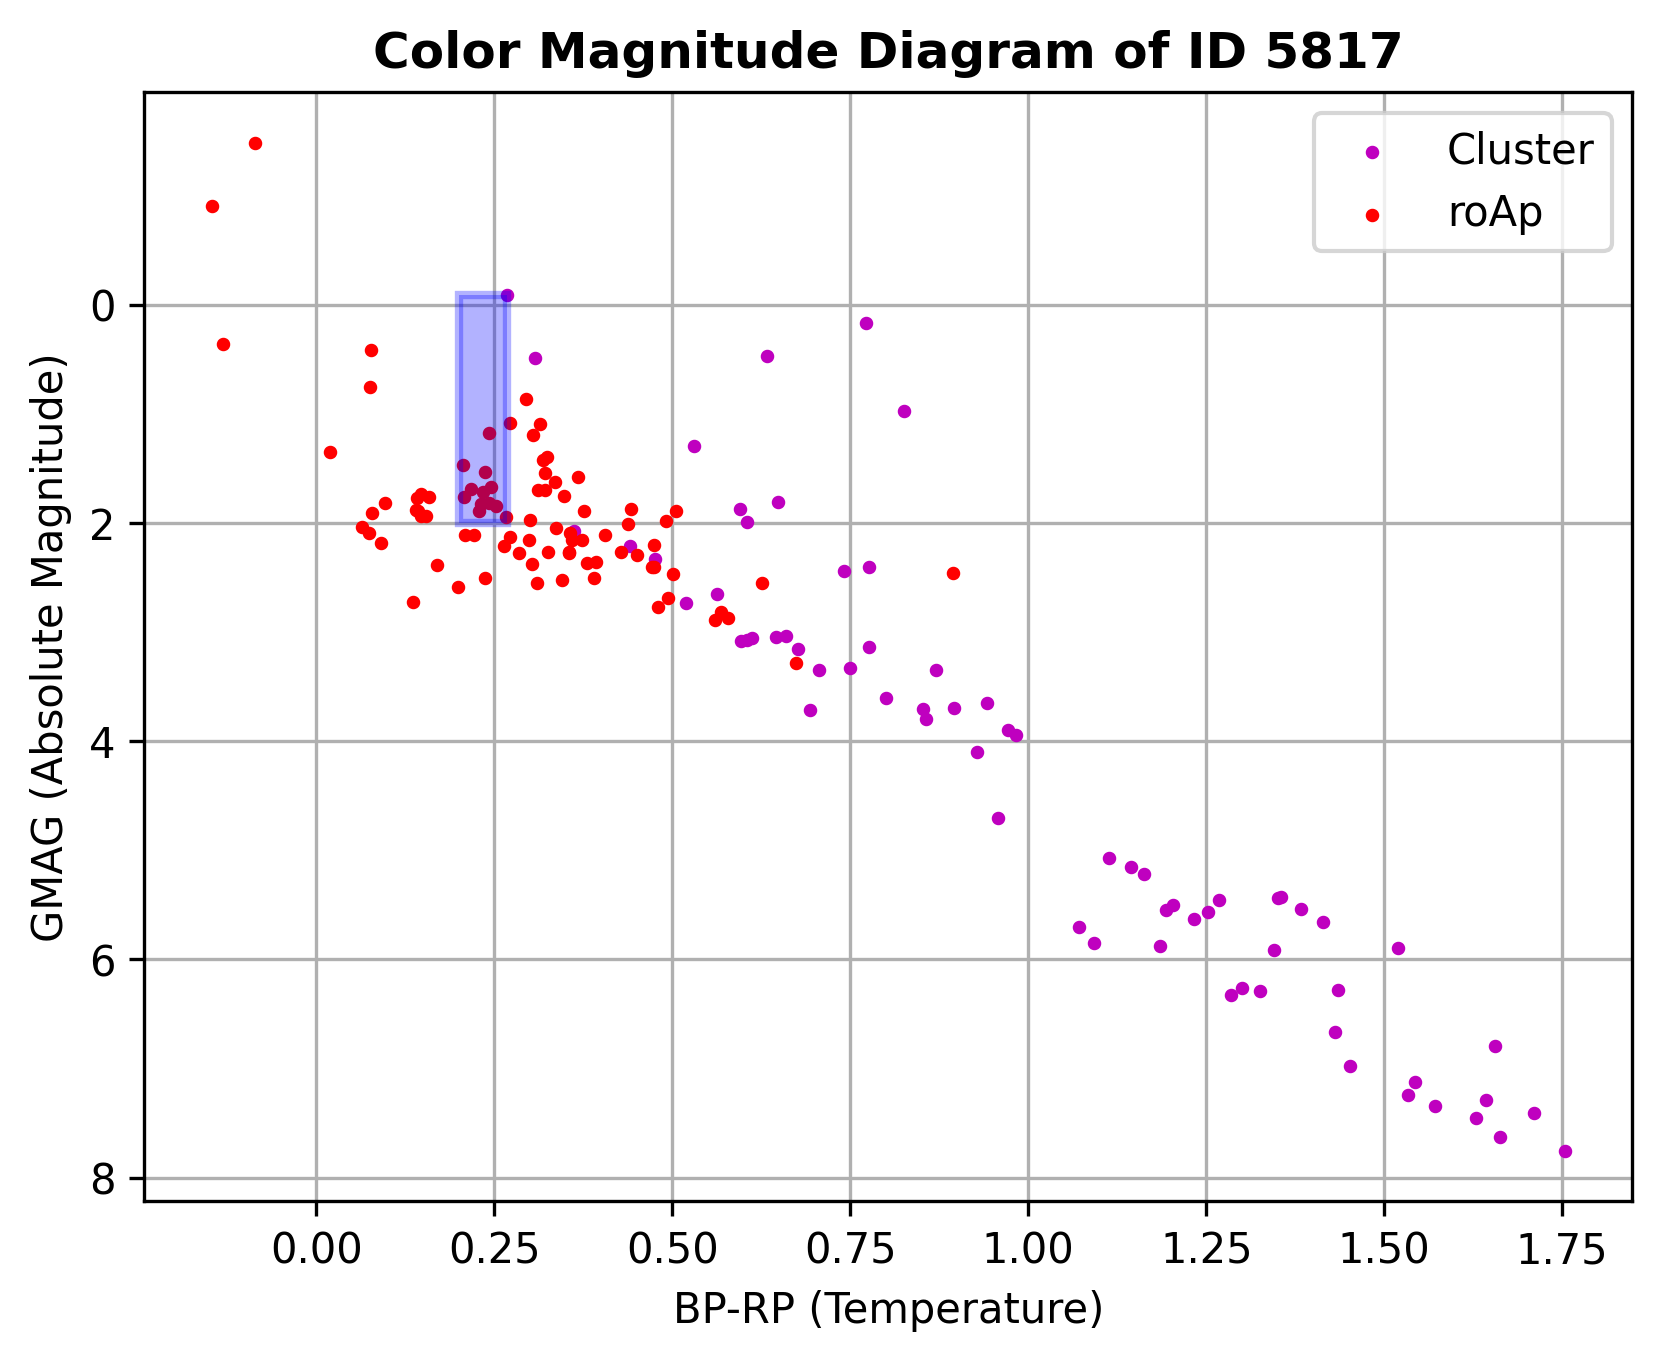 Color Magnitude Diagram of ID 5817
Cluster
roAp
GMAG (Absolute Magnitude)
0
2
4
6
8
0.00 0.25 0.50 0.75 1.00 1.25 1.50 1.75
BP-RP (Temperature)